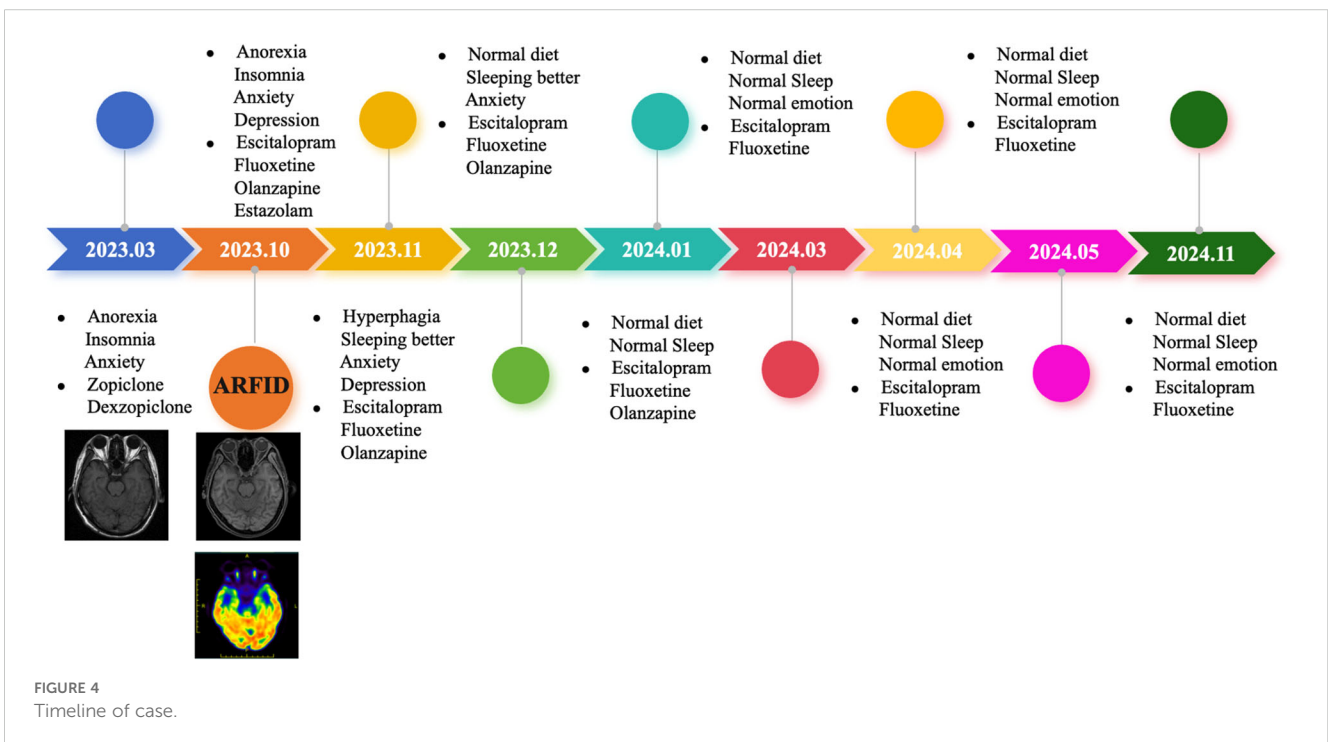 • Anorexia
Insomnia
Anxiety
Depression
• Escitalopram
Fluoxetine
Olanzapine
Estazolam
• Normal diet
Sleeping better
Anxiety
• Escitalopram
Fluoxetine
Olanzapine
• Normal diet
Normal Sleep
Normal emotion
• Escitalopram
Fluoxetine
• Normal diet
Normal Sleep
Normal emotion
• Escitalopram
Fluoxetine
2023.03
2023.10
2023.11
2023.12
2024.01
2024.03
2024.04
2024.05
2024.11
• Anorexia
Insomnia
Anxiety
• Zopiclone
Dexzopiclone
ARFID
• Hyperphagia
Sleeping better
Anxiety
Depression
• Escitalopram
Fluoxetine
Olanzapine
• Normal diet
Normal Sleep
• Escitalopram
Fluoxetine
Olanzapine
• Normal diet
Normal Sleep
Normal emotion
• Escitalopram
Fluoxetine
• Normal diet
Normal Sleep
Normal emotion
• Escitalopram
Fluoxetine
A
L
FIGURE 4
Timeline of case.